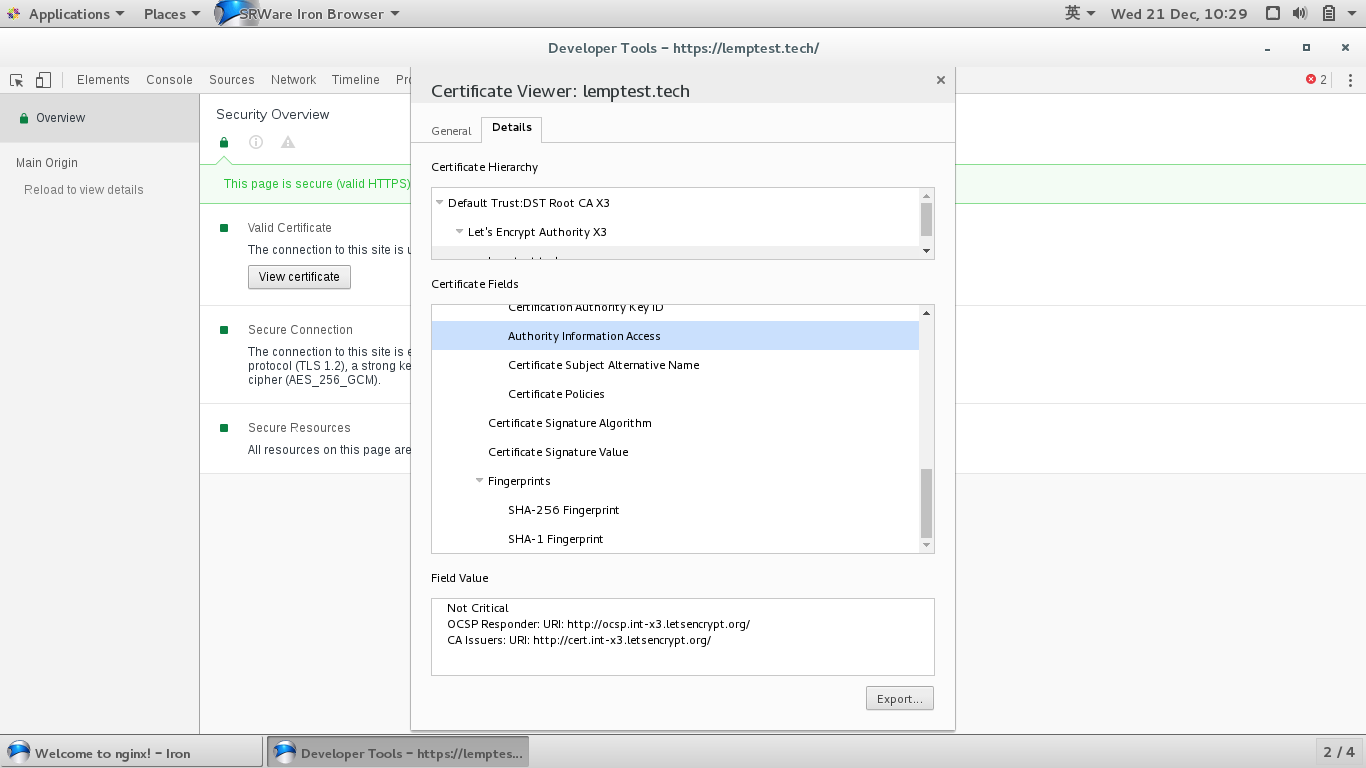 Applications Places SRWare Iron Browser 英 Wed 21 Dec, 10:29
Developer Tools – https://lemptest.tech/
Elements Console Sources Network Timeline 2
Certificate Viewer: lemptest.tech
Overview
Security Overview
General Details
Main Origin
Reload to view details
This page is secure (valid HTTPS)
Valid Certificate
The connection to this site is
View certificate
Secure Connection
The connection to this site is
protocol (TLS 1.2), a strong
cipher (AES_256_GCM).
Secure Resources
All resources on this page are
Certificate Hierarchy
Default Trust:DST Root CA X3
Let's Encrypt Authority X3
Certificate Fields
Certification Authority Key ID
Authority Information Access
Certificate Subject Alternative Name
Certificate Policies
Certificate Signature Algorithm
Certificate Signature Value
Fingerprints
SHA-256 Fingerprint
SHA-1 Fingerprint
Field Value
Not Critical
OCSP Responder: URI: http://ocsp.int-x3.letsencrypt.org/
CA Issuers: URI: http://cert.int-x3.letsencrypt.org/
Export...
Welcome to nginx! – Iron Developer Tools – https://lemptes... 2 / 4